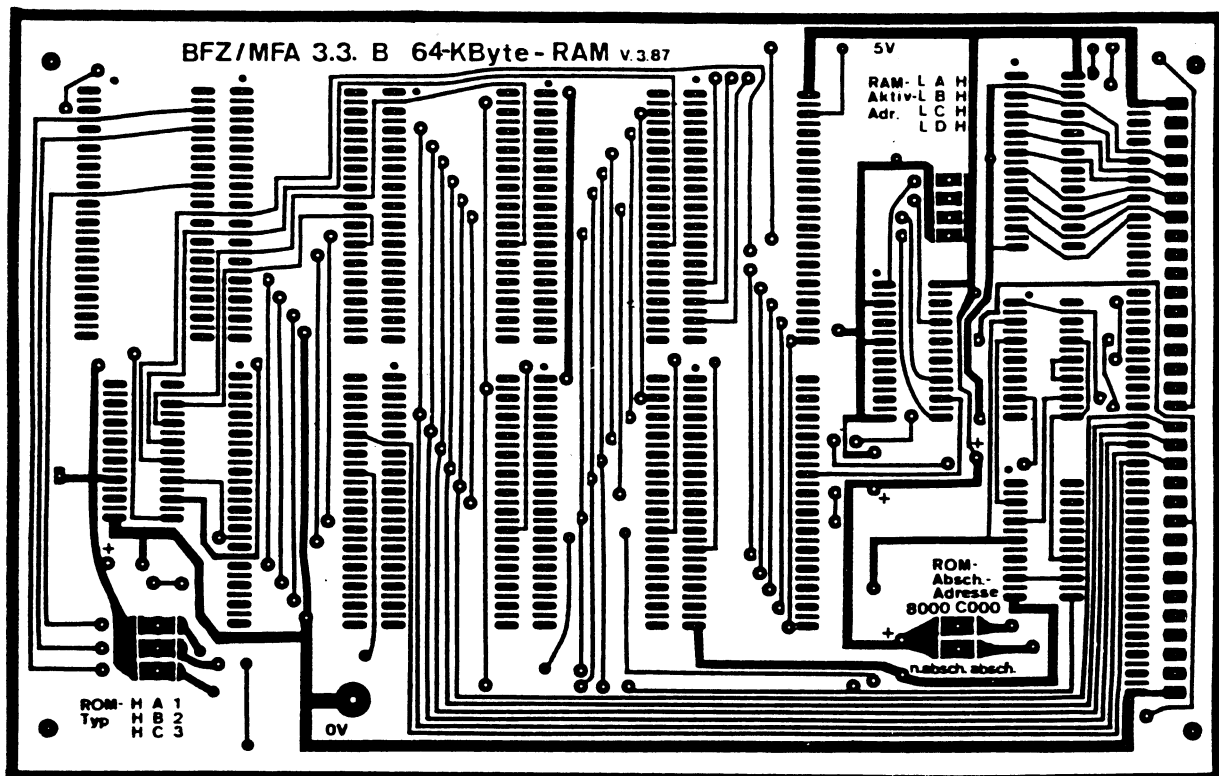 BFZ/MFA 3.3. B 64-KByte-RAM V. 3.87
5V
RAM- L A H
Aktiv- L B H
Adr. L C H
L D H
+
+
+
ROM-
Absch.-
Adresse
8000 C000
+
n.absch. absch.
ROM- H A 1
Typ H B 2
H C 3
0V